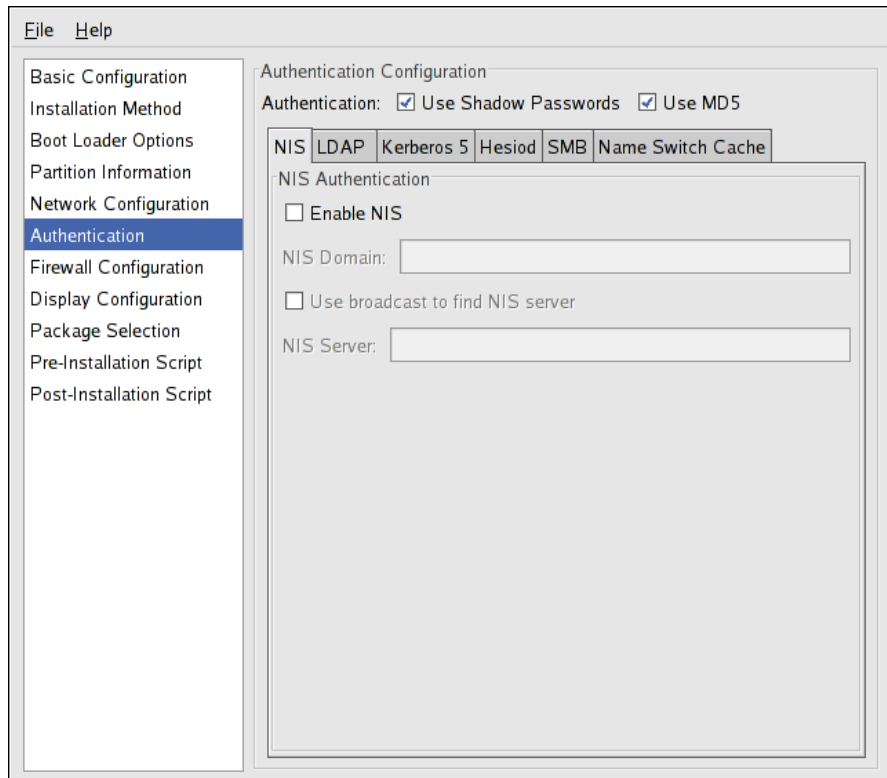 File Help
Basic Configuration
Installation Method
Boot Loader Options
Partition Information
Network Configuration
Authentication
Firewall Configuration
Display Configuration
Package Selection
Pre-Installation Script
Post-Installation Script
Authentication Configuration
Authentication: Use Shadow Passwords Use MD5
NIS LDAP Kerberos 5 Hesiod SMB Name Switch Cache
NIS Authentication
Enable NIS
NIS Domain:
Use broadcast to find NIS server
NIS Server: